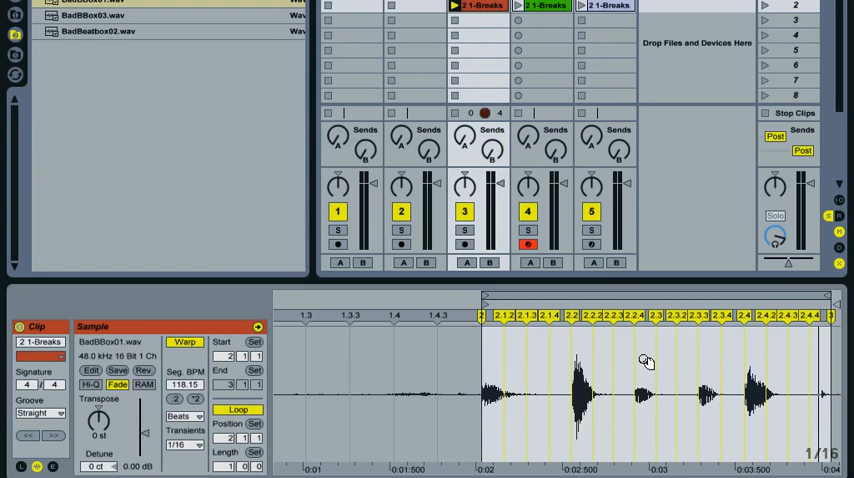 BadBBox01.wav Wav
BadBBox03.wav Wav
BadBeatbox02.wav Wav
2 1-Breaks 2 1-Breaks 2 1-Breaks
Drop Files and Devices Here
2
3
4
5
6
7
8
0 4
Stop Clips
Sends Sends Sends Sends Sends Sends
A B A B A B A B A B
Post
Post
1 2 3 4 5
S S S S S
Solo
A B A B A B A B A B
Clip
2 1-Breaks
Signature
4 / 4
Groove
Straight
<< >>
L E
Sample
BadBBox01.wav
48.0 kHz 16 Bit 1 Ch
Edit Save Rev.
Hi-Q Fade RAM
Transpose
0 st
Detune
0 ct 0.00 dB
Warp
Seg. BPM
118.15
:2 *2
Beats
Transients
1/16
Start Set
2 1 1
End Set
3 1 1
Loop
Position Set
2 1 1
Length Set
1 0 0
1.3 1.3.3 1.4 1.4.3 2 2.1.2 2.1.3 2.1.4 2.2 2.2.2 2.2.3 2.2.4 2.3 2.3.2 2.3.3 2.3.4 2.4 2.4.2 2.4.3 2.4.4 3
1/16
0:01 0:01:500 0:02 0:02:500 0:03 0:03:500 0:04